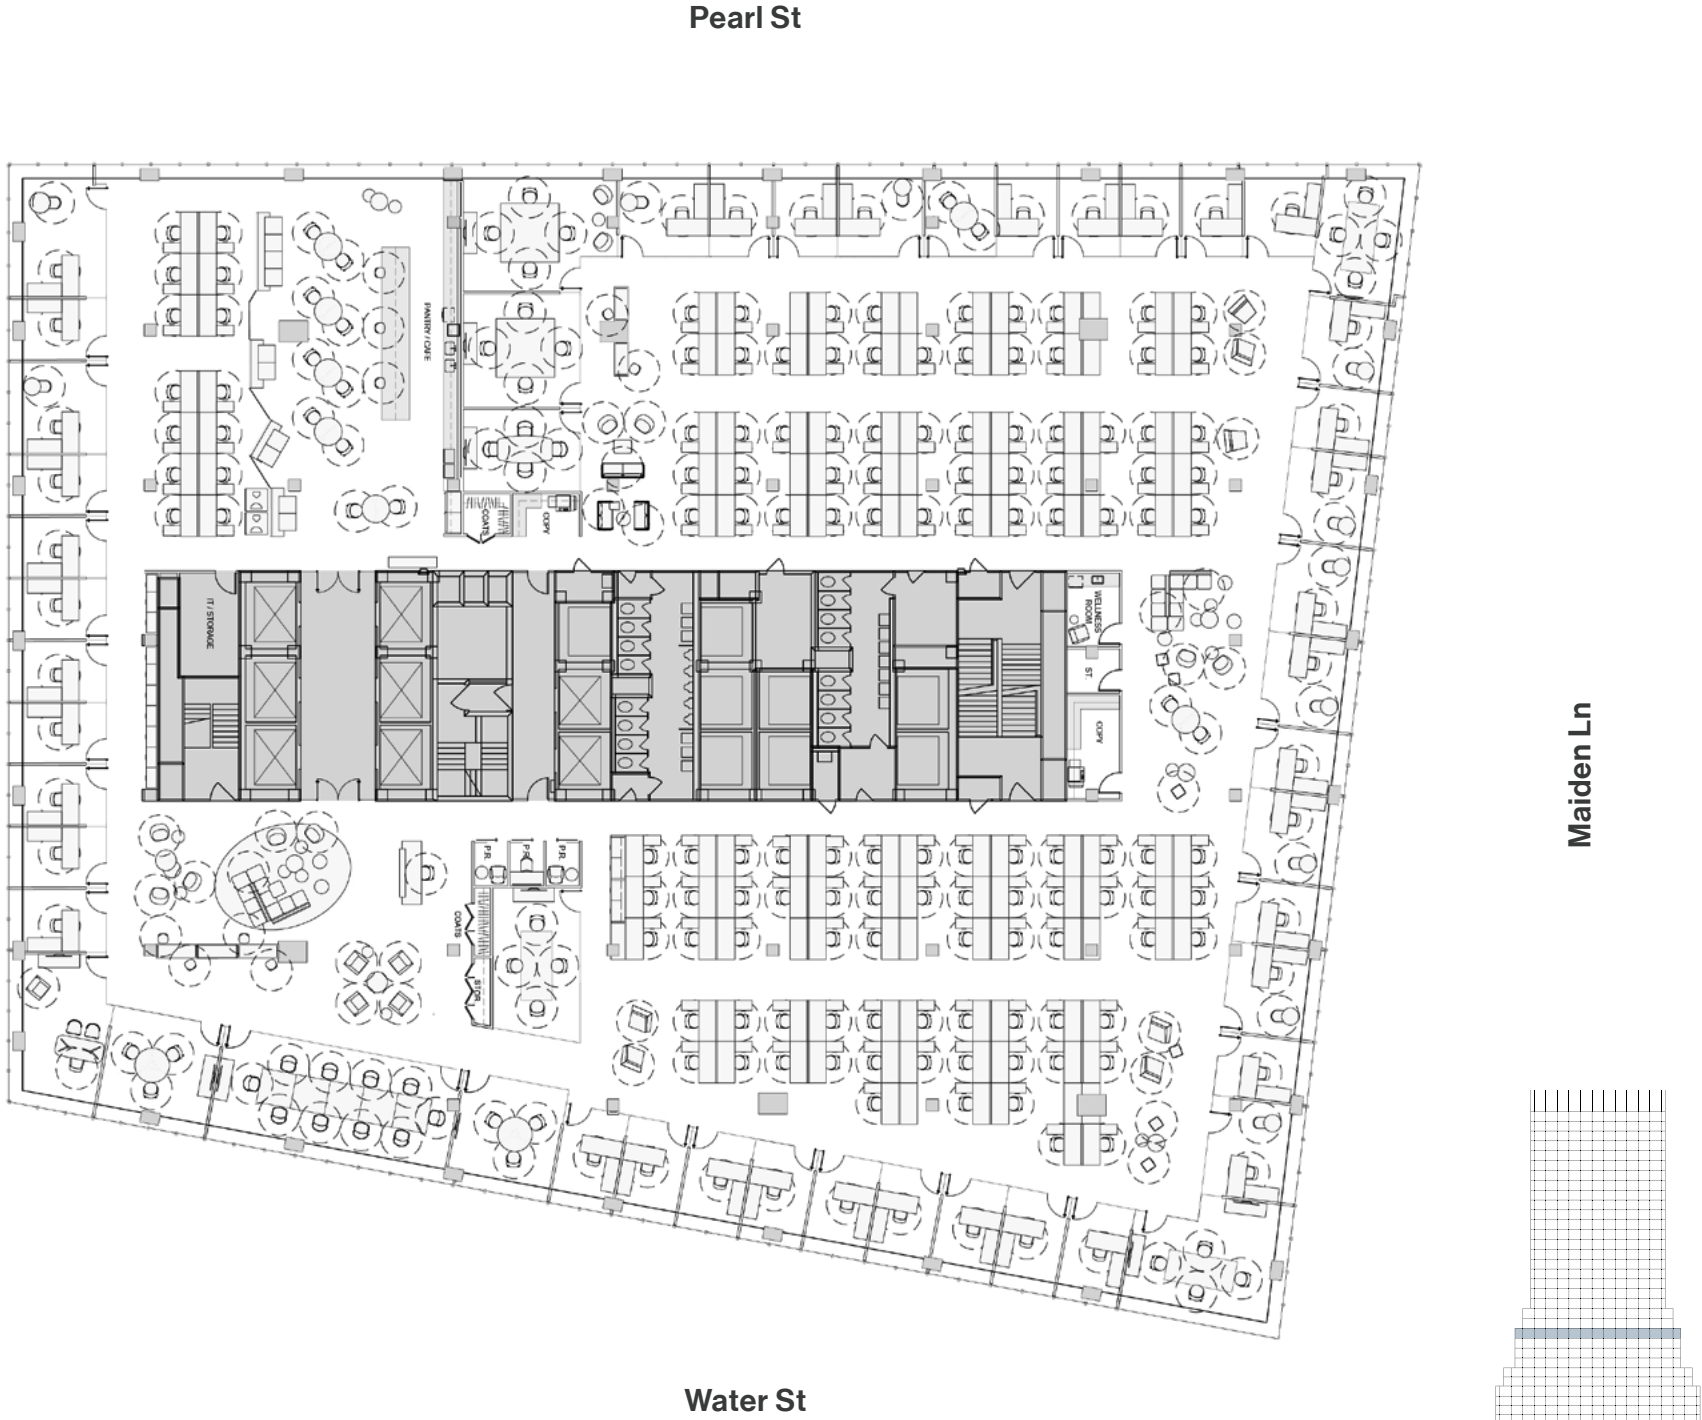 Pearl St
PANTRY / CAFE
COATS
COPY
IT / STORAGE
WELLNESS
ROOM
ST.
COPY
Maiden Ln
P.R.
P.R.
P.R.
COATS
STOR.
Water St